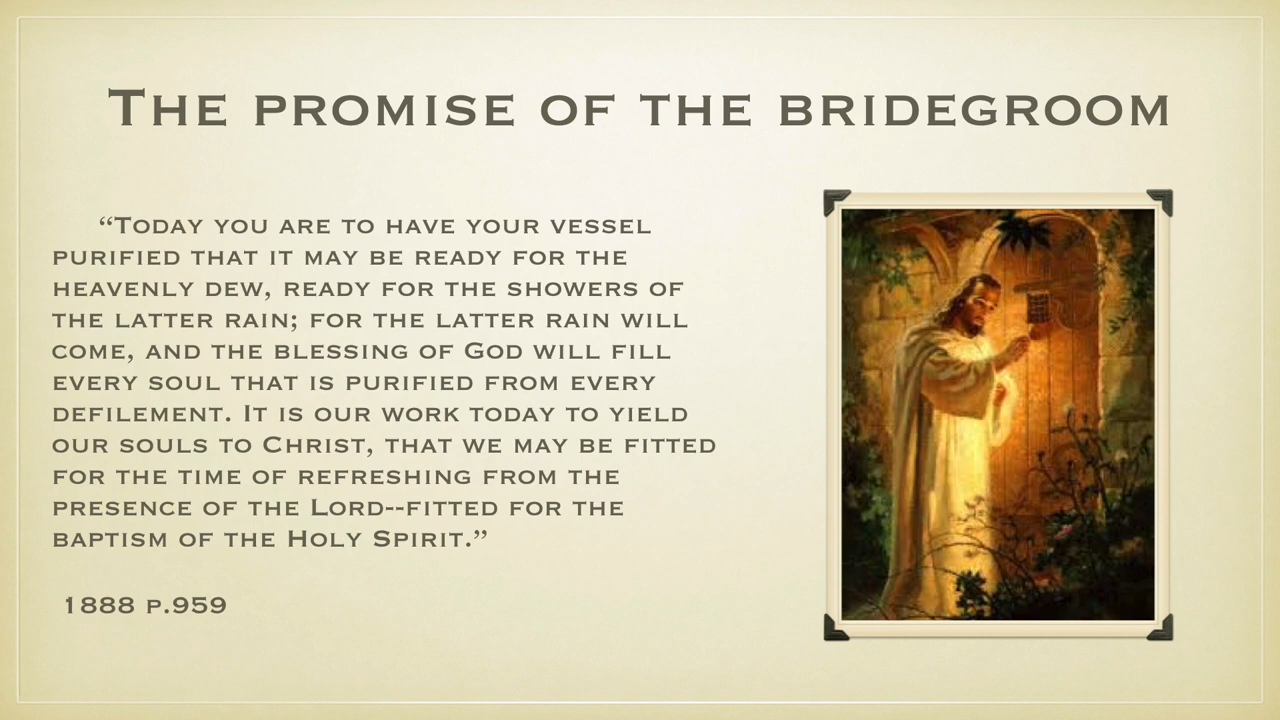 The promise of the bridegroom
“Today you are to have your vessel
purified that it may be ready for the
heavenly dew, ready for the showers of
the latter rain; for the latter rain will
come, and the blessing of God will fill
every soul that is purified from every
defilement. It is our work today to yield
our souls to Christ, that we may be fitted
for the time of refreshing from the
presence of the Lord--fitted for the
baptism of the Holy Spirit.”
1888 p.959